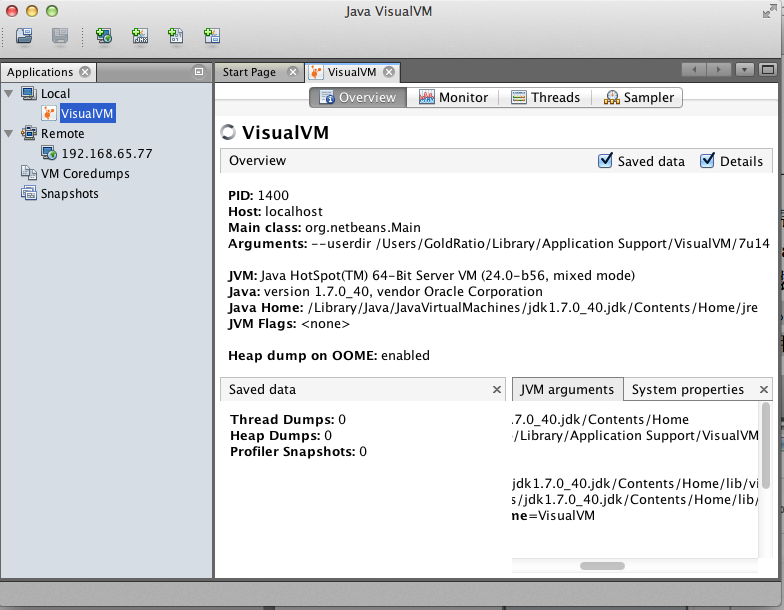 Java VisualVM
Applications
Start Page
VisualVM
Local
VisualVM
Remote
192.168.65.77
VM Coredumps
Snapshots
Overview
Monitor
Threads
Sampler
VisualVM
Overview
Saved data
Details
PID: 1400
Host: localhost
Main class: org.netbeans.Main
Arguments: --userdir /Users/GoldRatio/Library/Application Support/VisualVM/7u14
JVM: Java HotSpot(TM) 64-Bit Server VM (24.0-b56, mixed mode)
Java: version 1.7.0_40, vendor Oracle Corporation
Java Home: /Library/Java/JavaVirtualMachines/jdk1.7.0_40.jdk/Contents/Home/jre
JVM Flags: <none>
Heap dump on OOME: enabled
Saved data
Thread Dumps: 0
Heap Dumps: 0
Profiler Snapshots: 0
JVM arguments
System properties
.7.0_40.jdk/Contents/Home
/Library/Application Support/VisualVM
jdk1.7.0_40.jdk/Contents/Home/lib/vi
s/jdk1.7.0_40.jdk/Contents/Home/lib/
me=VisualVM